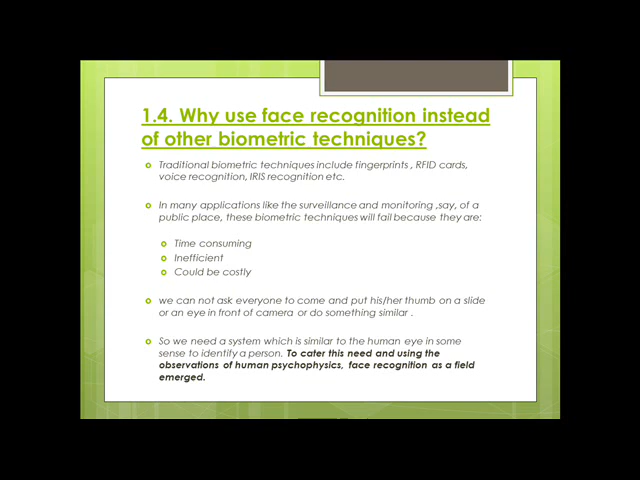 1.4. Why use face recognition instead
of other biometric techniques?
Traditional biometric techniques include fingerprints , RFID cards,
voice recognition, IRIS recognition etc.
In many applications like the surveillance and monitoring ,say, of a
public place, these biometric techniques will fail because they are:
Time consuming
Inefficient
Could be costly
we can not ask everyone to come and put his/her thumb on a slide
or an eye in front of camera or do something similar .
So we need a system which is similar to the human eye in some
sense to identify a person. To cater this need and using the
observations of human psychophysics, face recognition as a field
emerged.